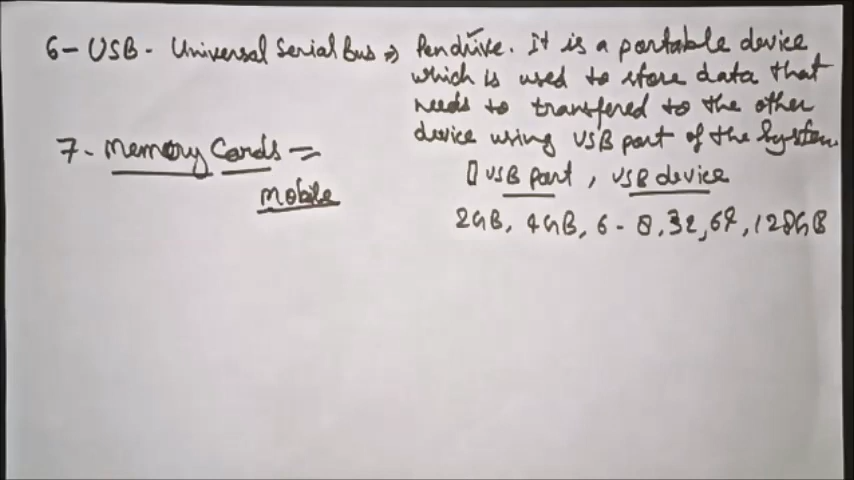 6- USB - Universal Serial Bus => Pendrive. It is a portable device
which is used to store data that
needs to transfered to the other
device using USB port of the System.
USB port, USB device
2GB, 4GB, 6 - 8, 32, 64, 128GB
7- Memory Cards =
Mobile